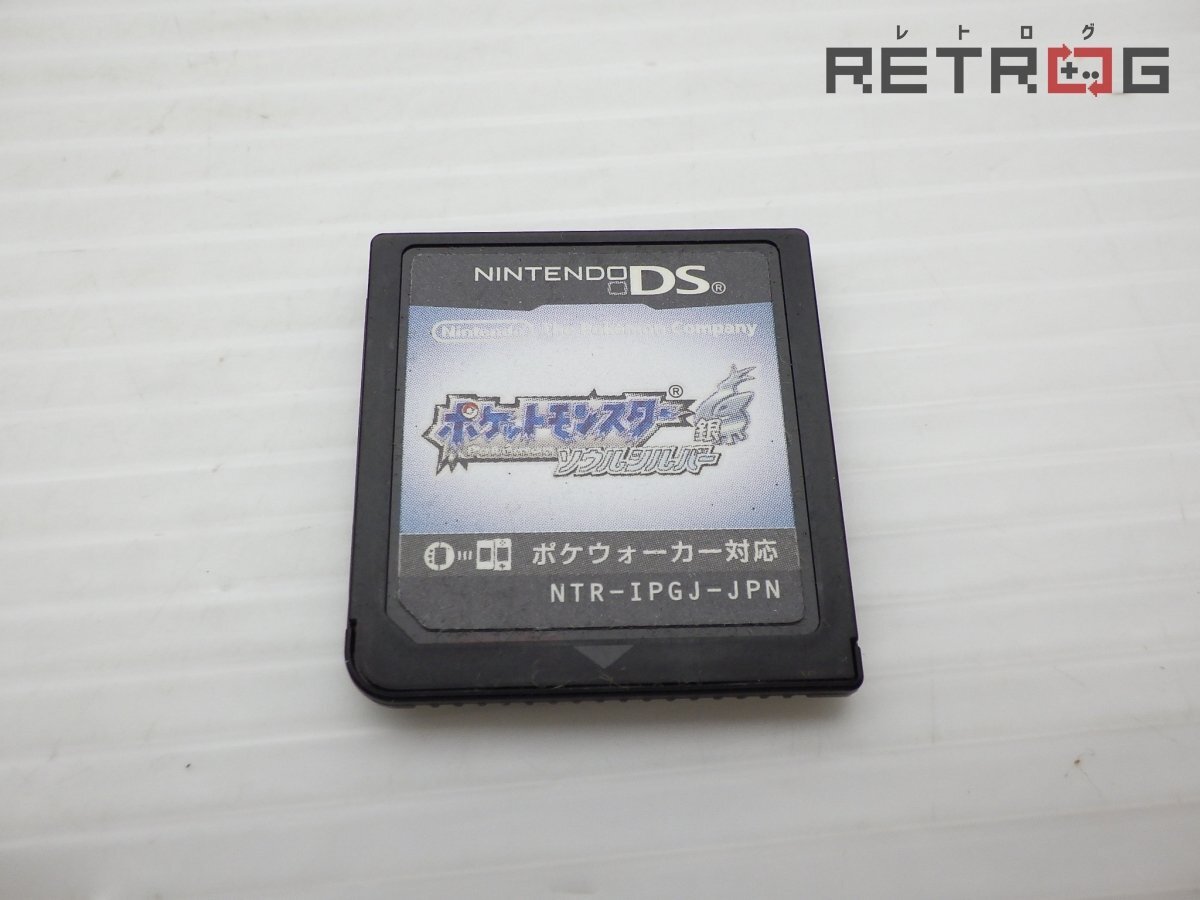 レトログ
RETROG
NINTENDO DS®
Nintendo The Pokémon Company
ポケットモンスター®
銀
ソウルシルバー
ポケウォーカー対応
NTR-IPGJ-JPN